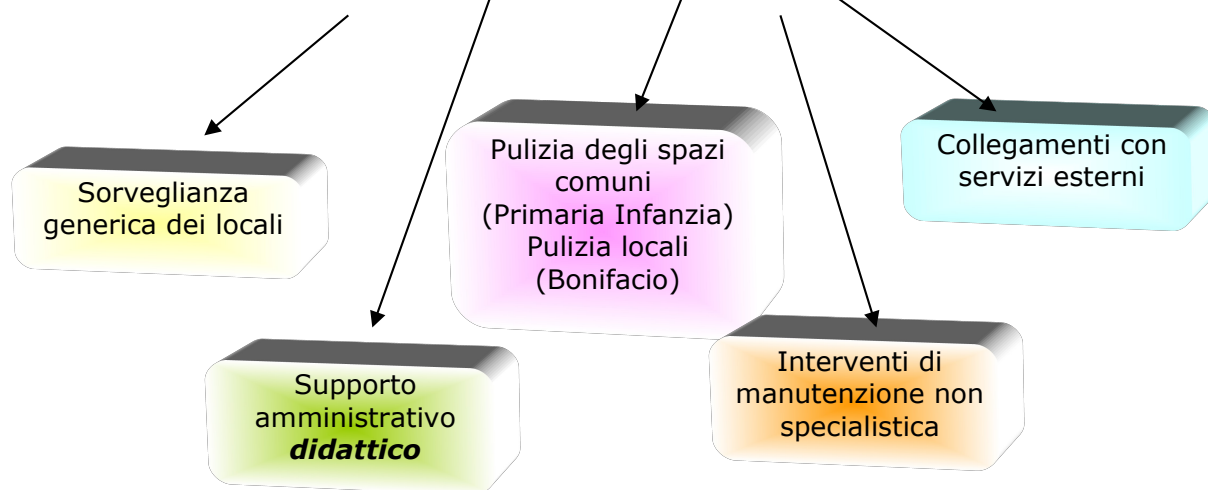 Sorveglianza
generica dei locali
Supporto
amministrativo
didattico
Pulizia degli spazi
comuni
(Primaria Infanzia)
Pulizia locali
(Bonifacio)
Interventi di
manutenzione non
specialistica
Collegamenti con
servizi esterni